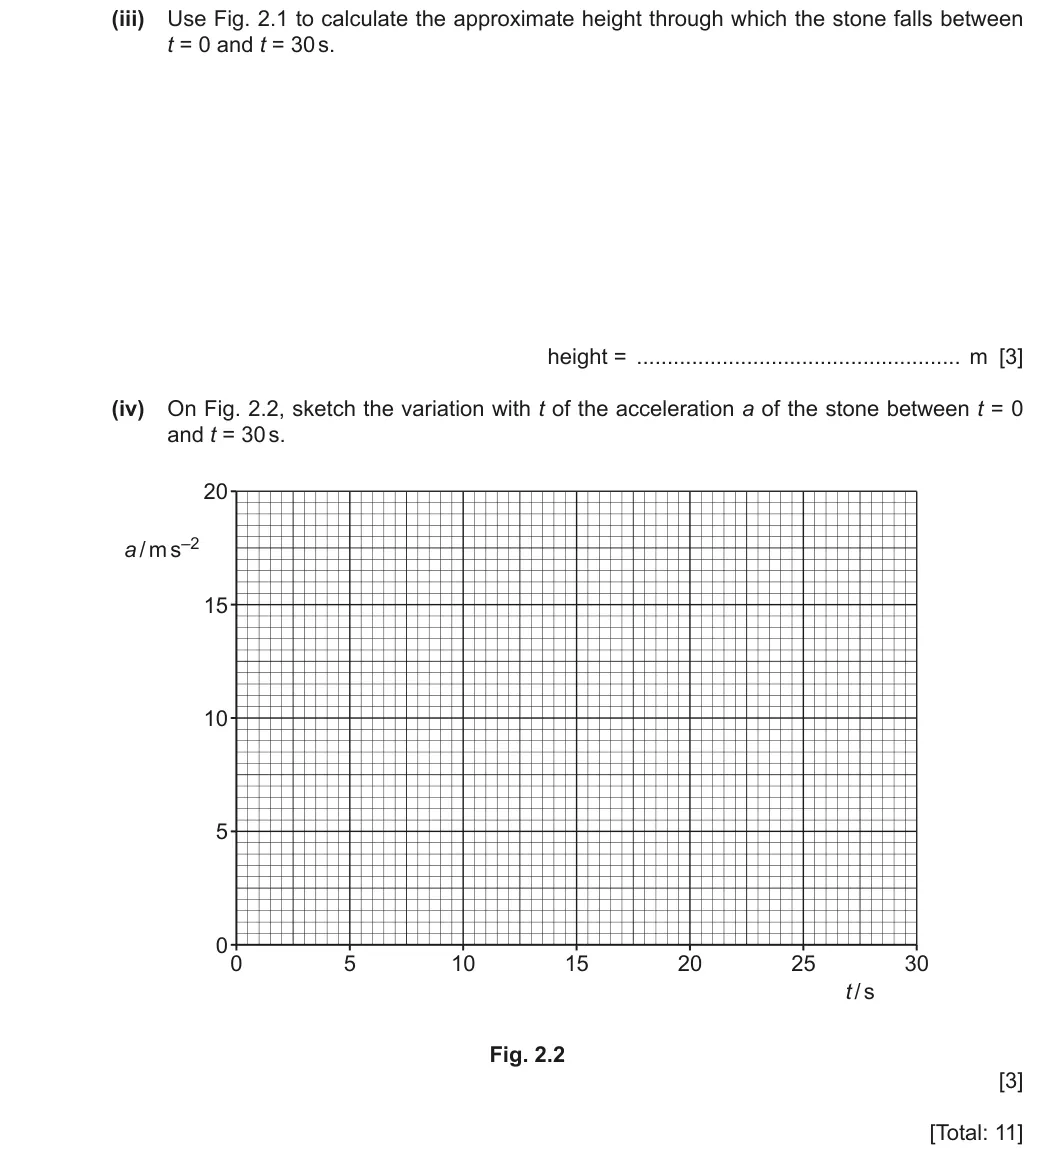 (iii) Use Fig. 2.1 to calculate the approximate height through which the stone falls between
t = 0 and t = 30 s.
height = ..................................................... m [3]
(iv) On Fig. 2.2, sketch the variation with t of the acceleration a of the stone between t = 0
and t = 30 s.
20
a / m s–2
15
10
5
0
0 5 10 15 20 25 30
t / s
Fig. 2.2
[3]
[Total: 11]